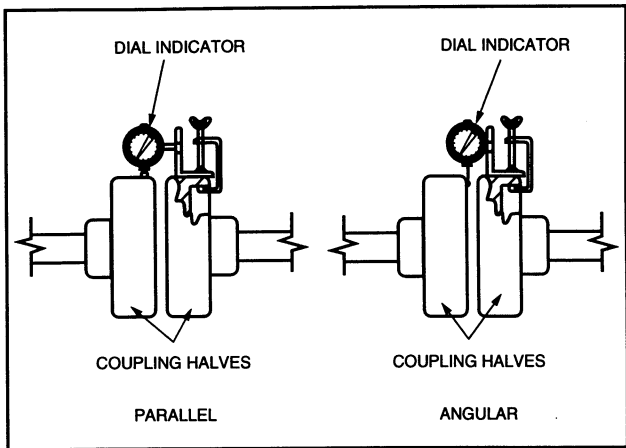 DIAL INDICATOR
DIAL INDICATOR
COUPLING HALVES
COUPLING HALVES
PARALLEL
ANGULAR